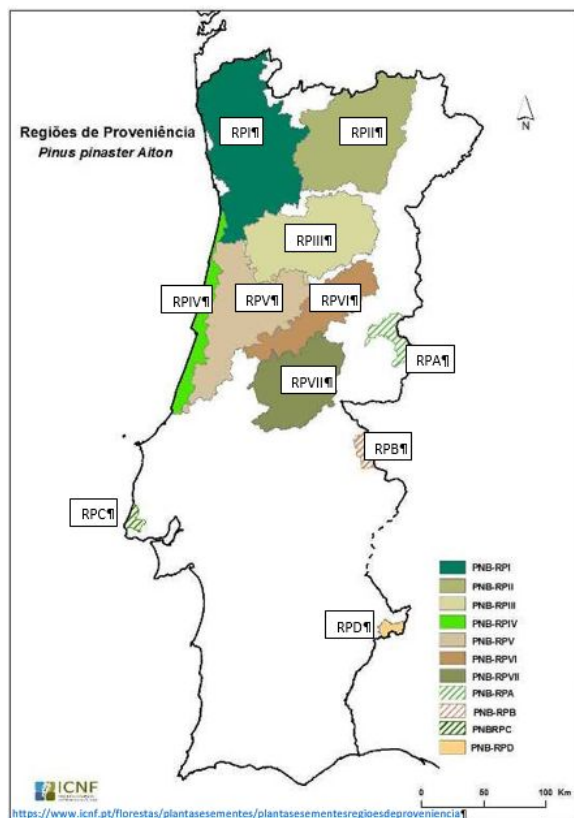 Regiões de Proveniência
Pinus pinaster Aiton
N
RPI¶
RPII¶
RPIII¶
RPIV¶
RPV¶
RPVI¶
RPA¶
RPVII¶
RPB¶
RPC¶
RPD¶
PNB-RPI
PNB-RPII
PNB-RPIII
PNB-RPIV
PNB-RPV
PNB-RPVI
PNB-RPVII
PNB-RPA
PNB-RPB
PNBRPC
PNB-RPD
ICNF
0 50 100 Km
https://www.icnf.pt/florestas/plantasesementes/plantasesementesregioesdeproveniencia¶